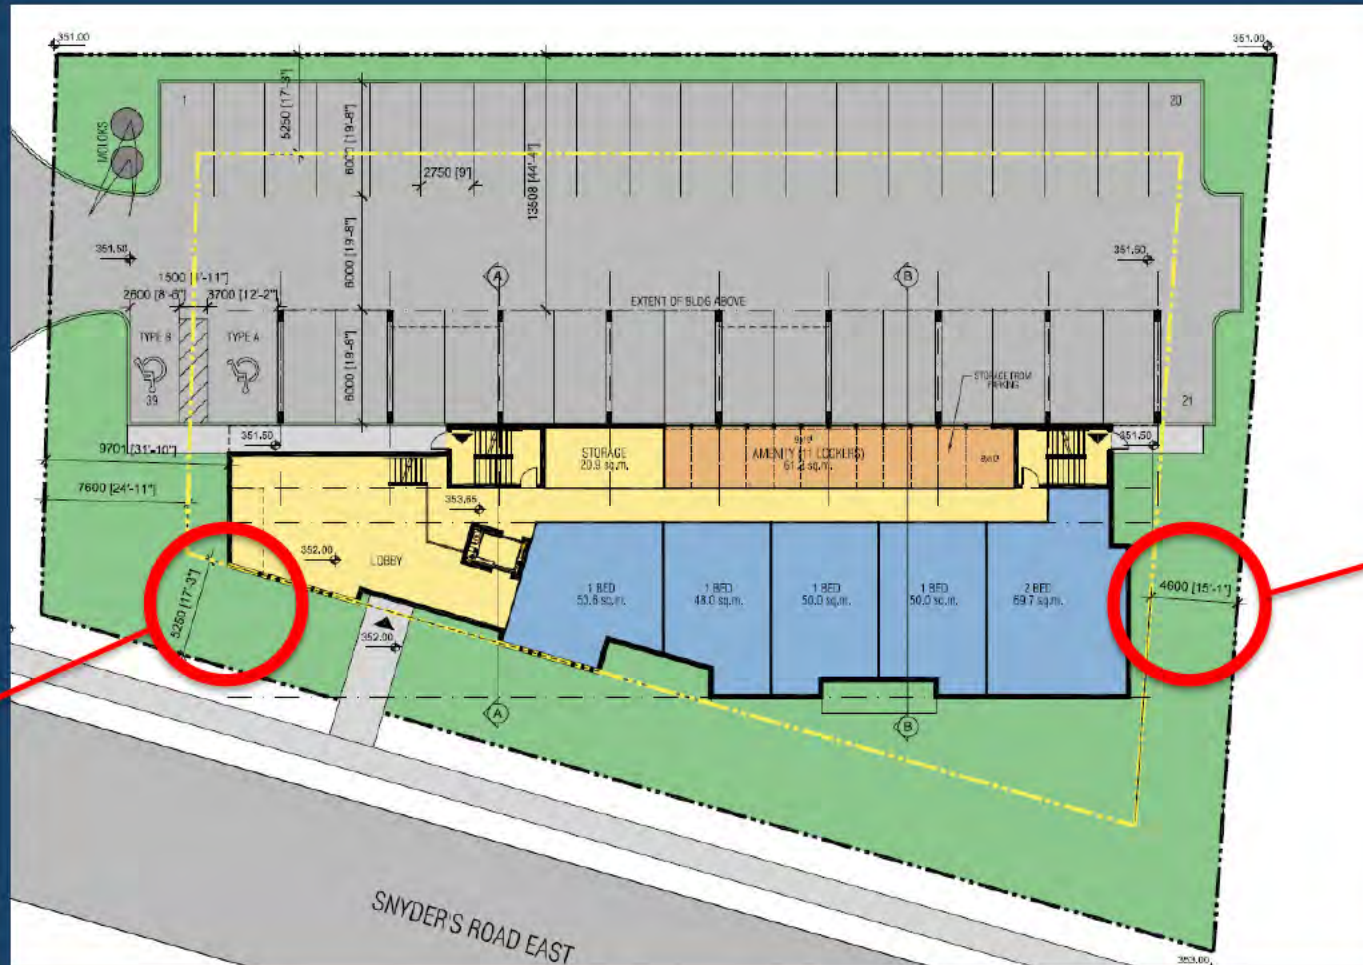 351.00
351.00
1
20
MOLOKS
5250 [17'-3"]
6000 [19'-8"]
2750 [9']
13508 [44'-4"]
351.50
351.50
1500 [4'-11"]
2600 [8'-6"]
3700 [12'-2"]
6000 [19'-8"]
A
B
EXTENT OF BLDG ABOVE
TYPE B
TYPE A
6000 [19'-8"]
STORAGE FROM
PARKING
39
21
351.50
351.50
9701 [31'-10"]
STORAGE
20.9 sq.m.
AMENITY (11 LOCKERS)
7600 [24'-11"]
353.65
352.00
LOBBY
1 BED
53.6 sq.m.
1 BED
48.0 sq.m.
1 BED
50.0 sq.m.
1 BED
50.0 sq.m.
2 BED
69.7 sq.m.
4600 [15'-1"]
5250 [17'-3"]
352.00
A
B
SNYDER'S ROAD EAST
353.00